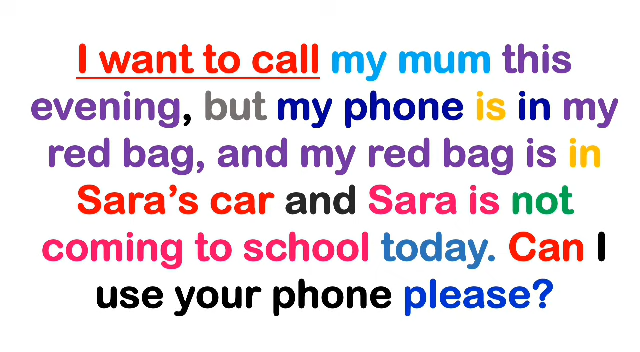 I want to call my mum this
evening, but my phone is in my
red bag, and my red bag is in
Sara's car and Sara is not
coming to school today. Can I
use your phone please?